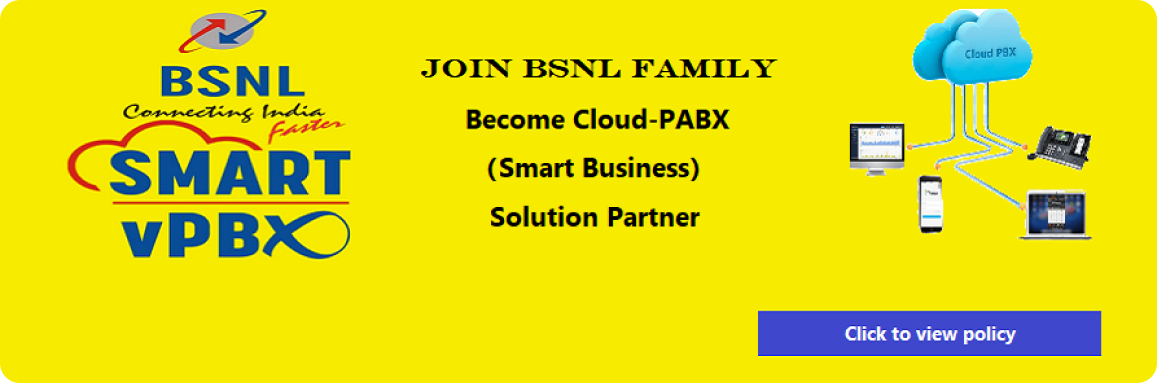 BSNL
Connecting India
Faster
SMART
vPBX
JOIN BSNL FAMILY
Become Cloud-PABX
(Smart Business)
Solution Partner
Cloud PBX
Click to view policy